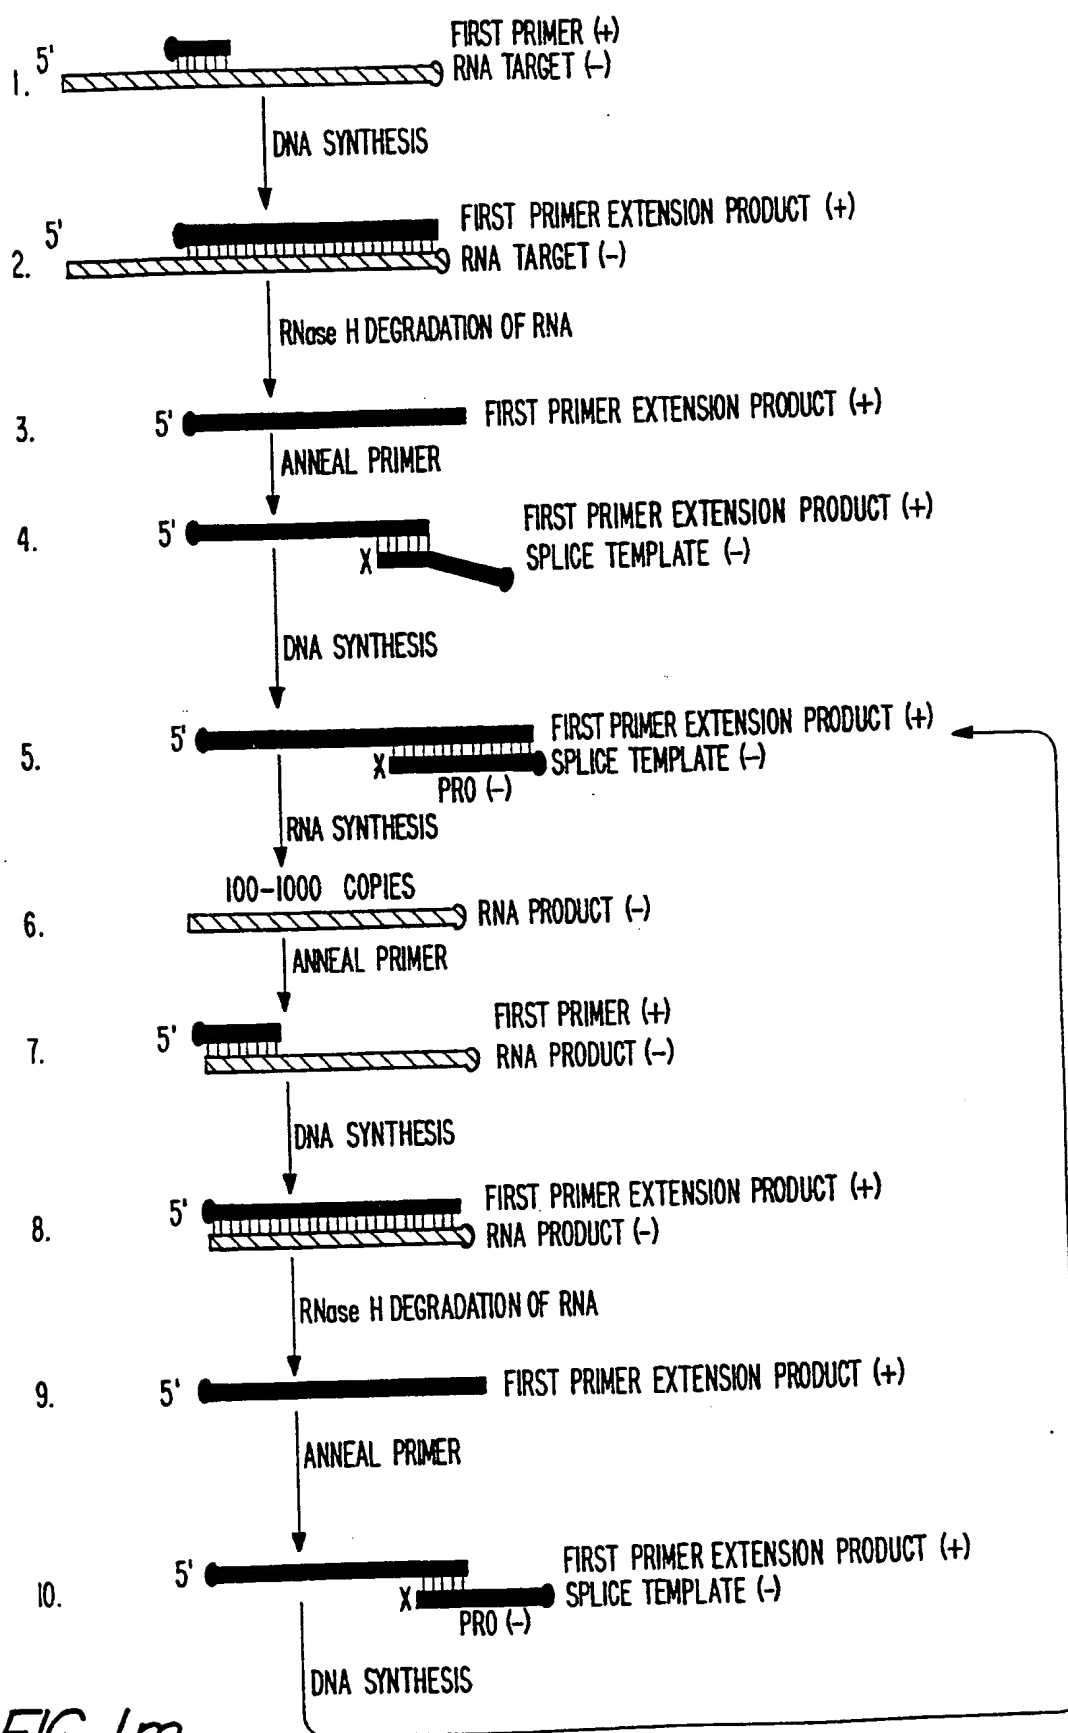 FIRST PRIMER (+)
5'
1.
RNA TARGET (-)
DNA SYNTHESIS
FIRST PRIMER EXTENSION PRODUCT (+)
5'
2.
RNA TARGET (-)
RNase H DEGRADATION OF RNA
3.
5'
FIRST PRIMER EXTENSION PRODUCT (+)
ANNEAL PRIMER
4.
5'
FIRST PRIMER EXTENSION PRODUCT (+)
X
SPLICE TEMPLATE (-)
DNA SYNTHESIS
5'
FIRST PRIMER EXTENSION PRODUCT (+)
5.
X
SPLICE TEMPLATE (-)
PRO (-)
RNA SYNTHESIS
100-1000 COPIES
6.
RNA PRODUCT (-)
ANNEAL PRIMER
5'
FIRST PRIMER (+)
7.
RNA PRODUCT (-)
DNA SYNTHESIS
5'
FIRST PRIMER EXTENSION PRODUCT (+)
8.
RNA PRODUCT (-)
RNase H DEGRADATION OF RNA
9.
5'
FIRST PRIMER EXTENSION PRODUCT (+)
ANNEAL PRIMER
5'
FIRST PRIMER EXTENSION PRODUCT (+)
10.
X
SPLICE TEMPLATE (-)
PRO (-)
DNA SYNTHESIS
FIG. 1m